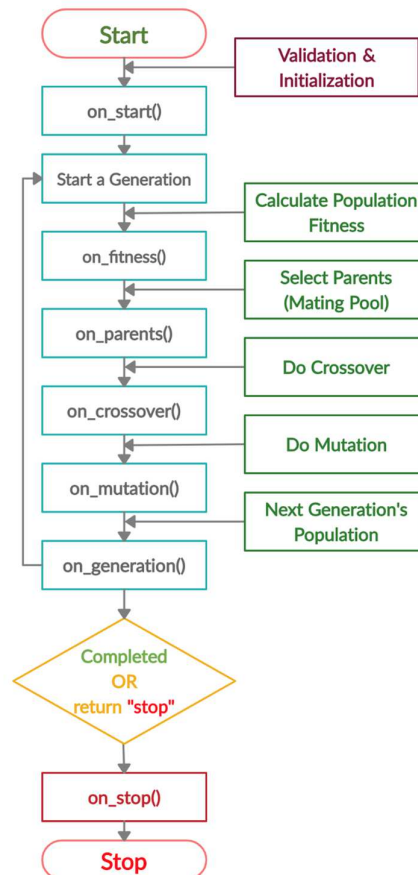 Start
Validation &
Initialization
on_start()
Start a Generation
Calculate Population
Fitness
on_fitness()
Select Parents
(Mating Pool)
on_parents()
Do Crossover
on_crossover()
Do Mutation
on_mutation()
Next Generation's
Population
on_generation()
Completed
OR
return "stop"
on_stop()
Stop